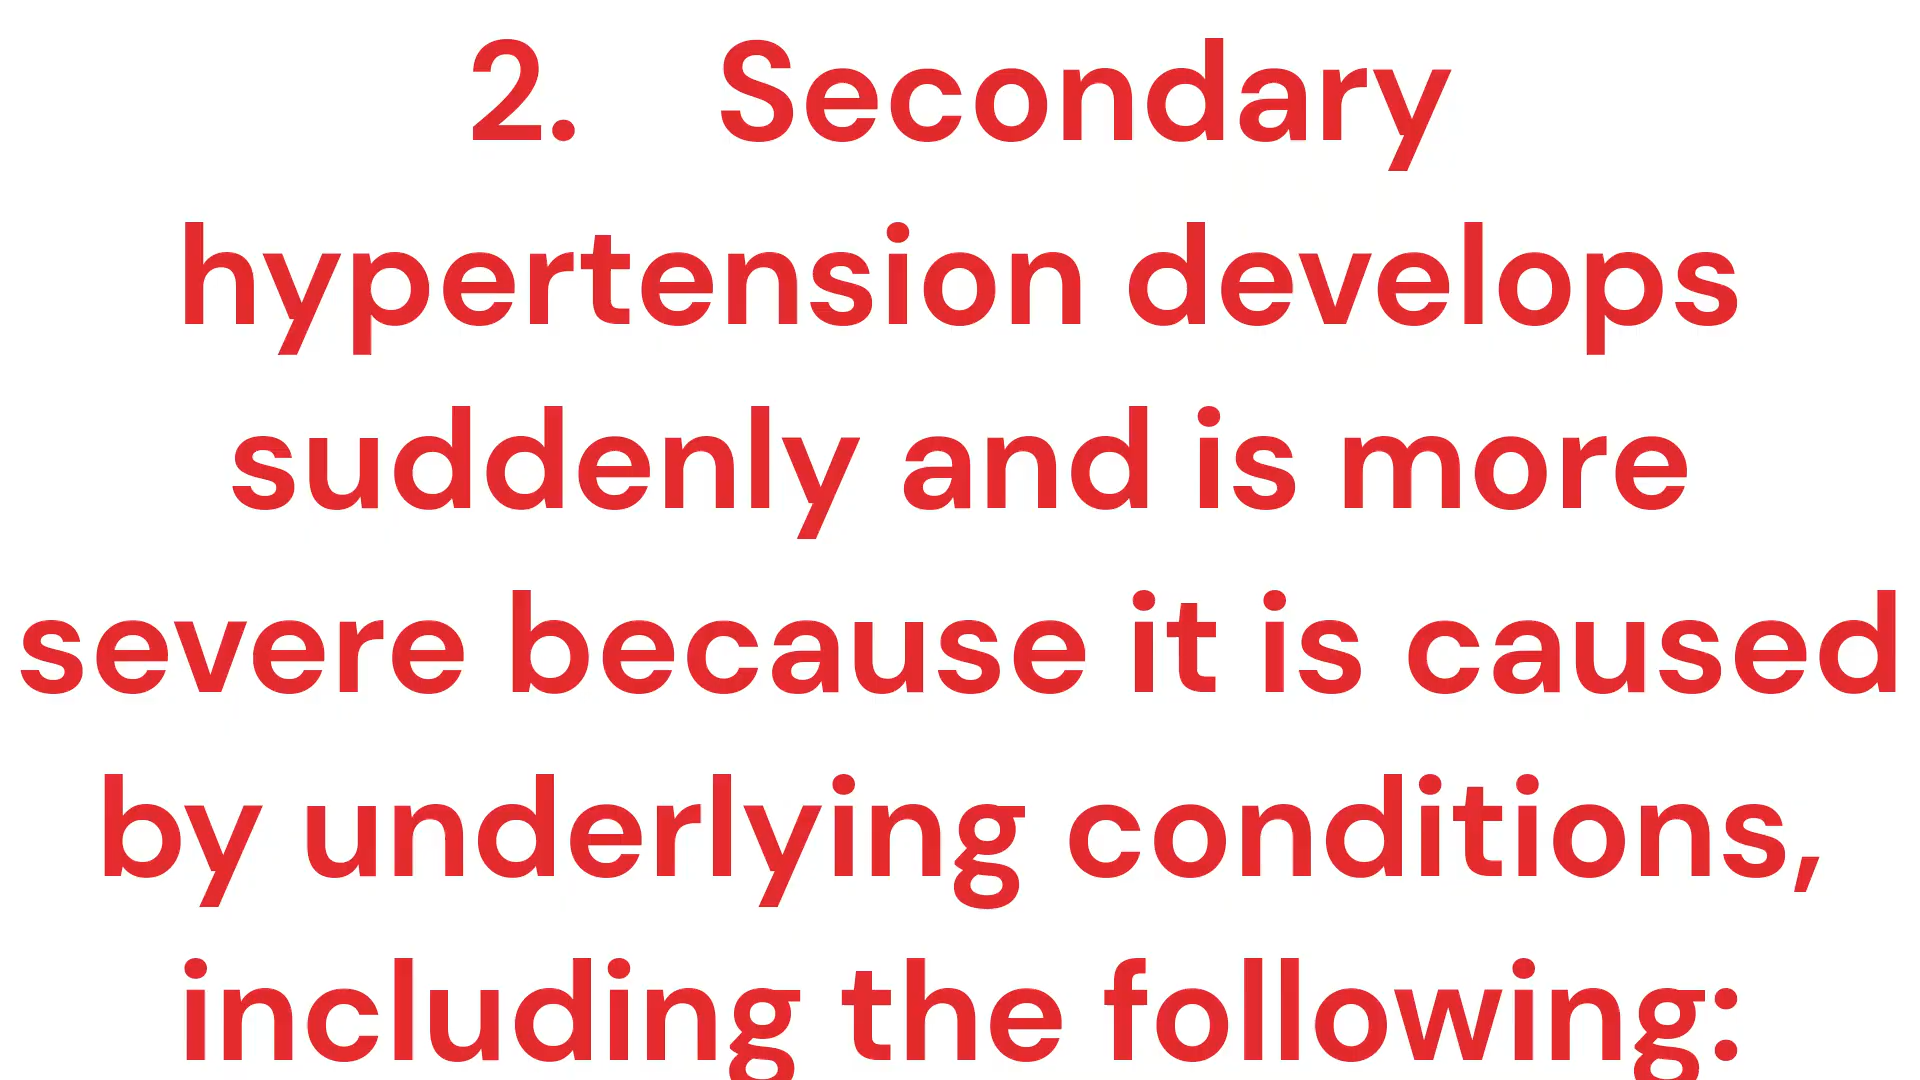 2. Secondary
hypertension develops
suddenly and is more
severe because it is caused
by underlying conditions,
including the following: